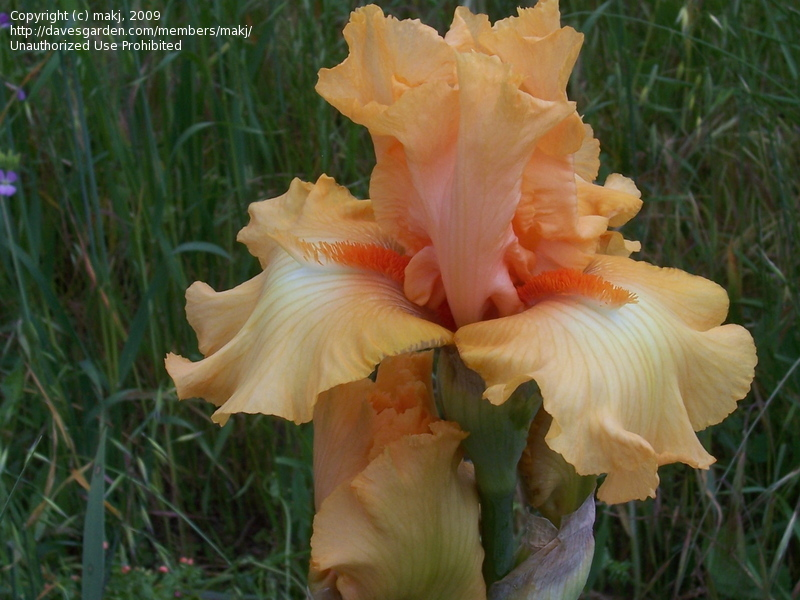 Copyright (c) makj, 2009
http://davesgarden.com/members/makj/
Unauthorized Use Prohibited